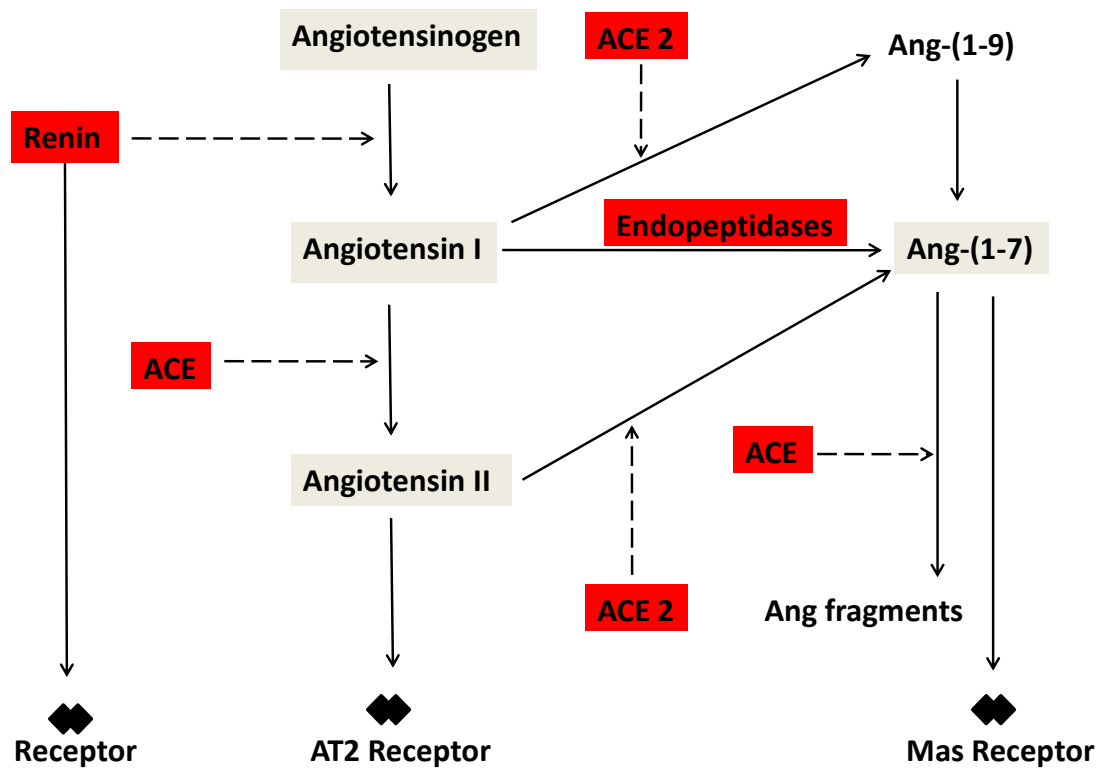 Angiotensinogen
ACE 2
Ang-(1-9)
Renin
Endopeptidases
Angiotensin I
Ang-(1-7)
ACE
ACE
Angiotensin II
ACE 2
Ang fragments
Receptor
AT2 Receptor
Mas Receptor